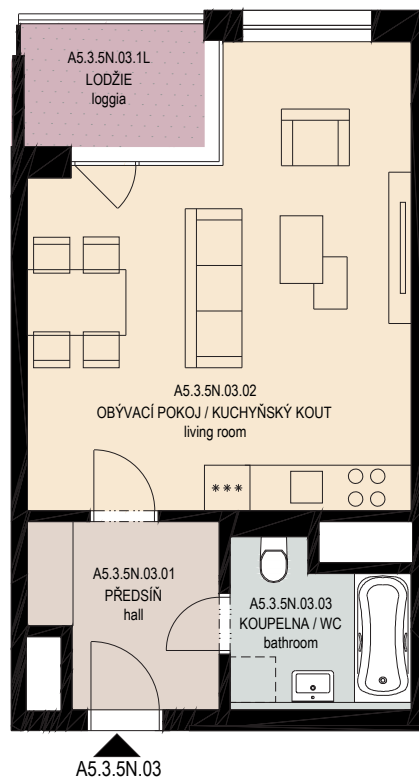 A5.3.5N.03.1L
LODŽIE
loggia
A5.3.5N.03.02
OBÝVACÍ POKOJ / KUCHYŇSKÝ KOUT
living room
***
A5.3.5N.03.01
PŘEDSÍŇ
hall
A5.3.5N.03.03
KOUPELNA / WC
bathroom
A5.3.5N.03